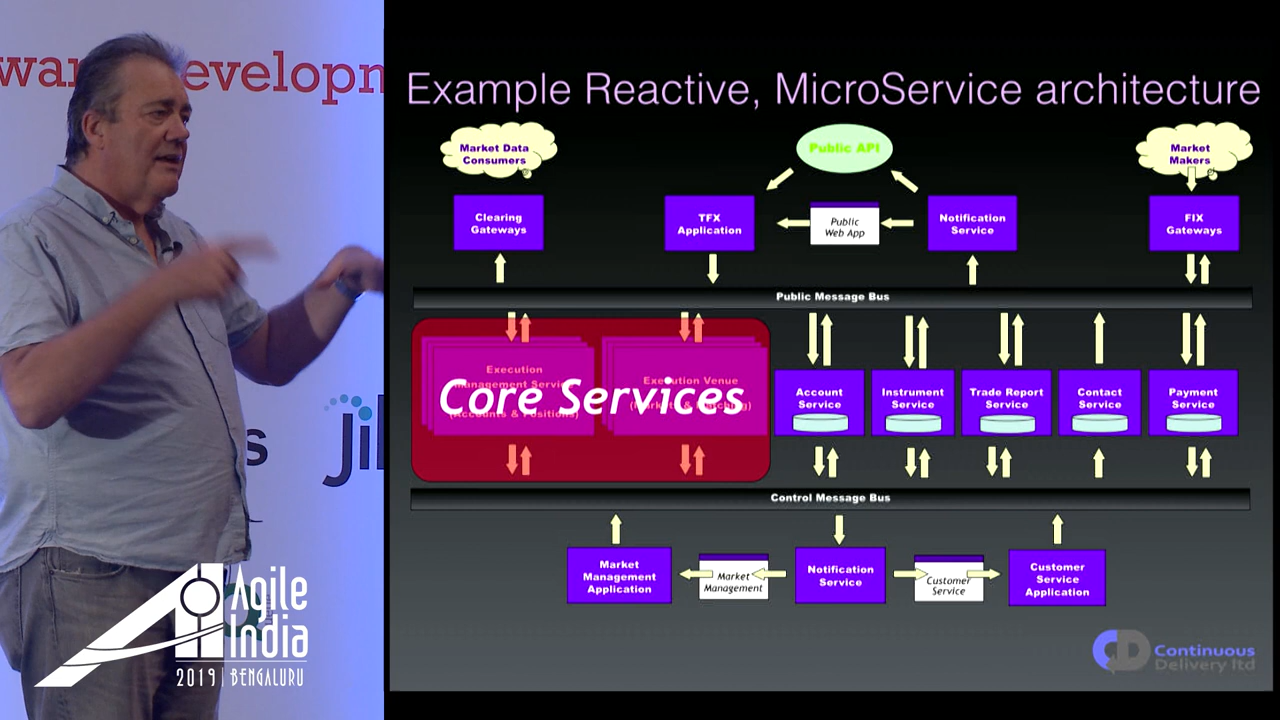 Example Reactive, MicroService architecture
Market Data
Consumers
Public API
Market
Makers
Clearing
Gateways
TFX
Application
Public
Web App
Notification
Service
FIX
Gateways
Public Message Bus
Execution
Management Service
(Accounts & Positions)
Execution Venue
Core Services
Account
Service
Instrument
Service
Trade Report
Service
Contact
Service
Payment
Service
Control Message Bus
Market
Management
Application
Market
Management
Notification
Service
Customer
Service
Customer
Service
Application
Continuous
Delivery ltd
Agile
India
2019 | BENGALURU